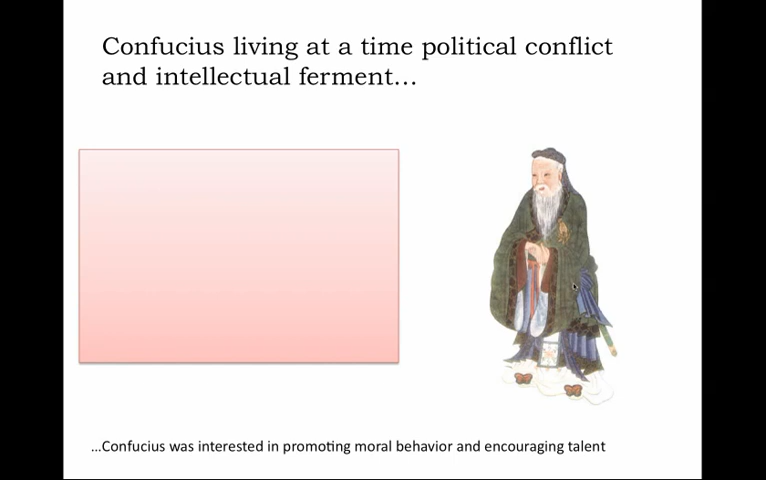 Confucius living at a time political conflict
and intellectual ferment…
…Confucius was interested in promoting moral behavior and encouraging talent